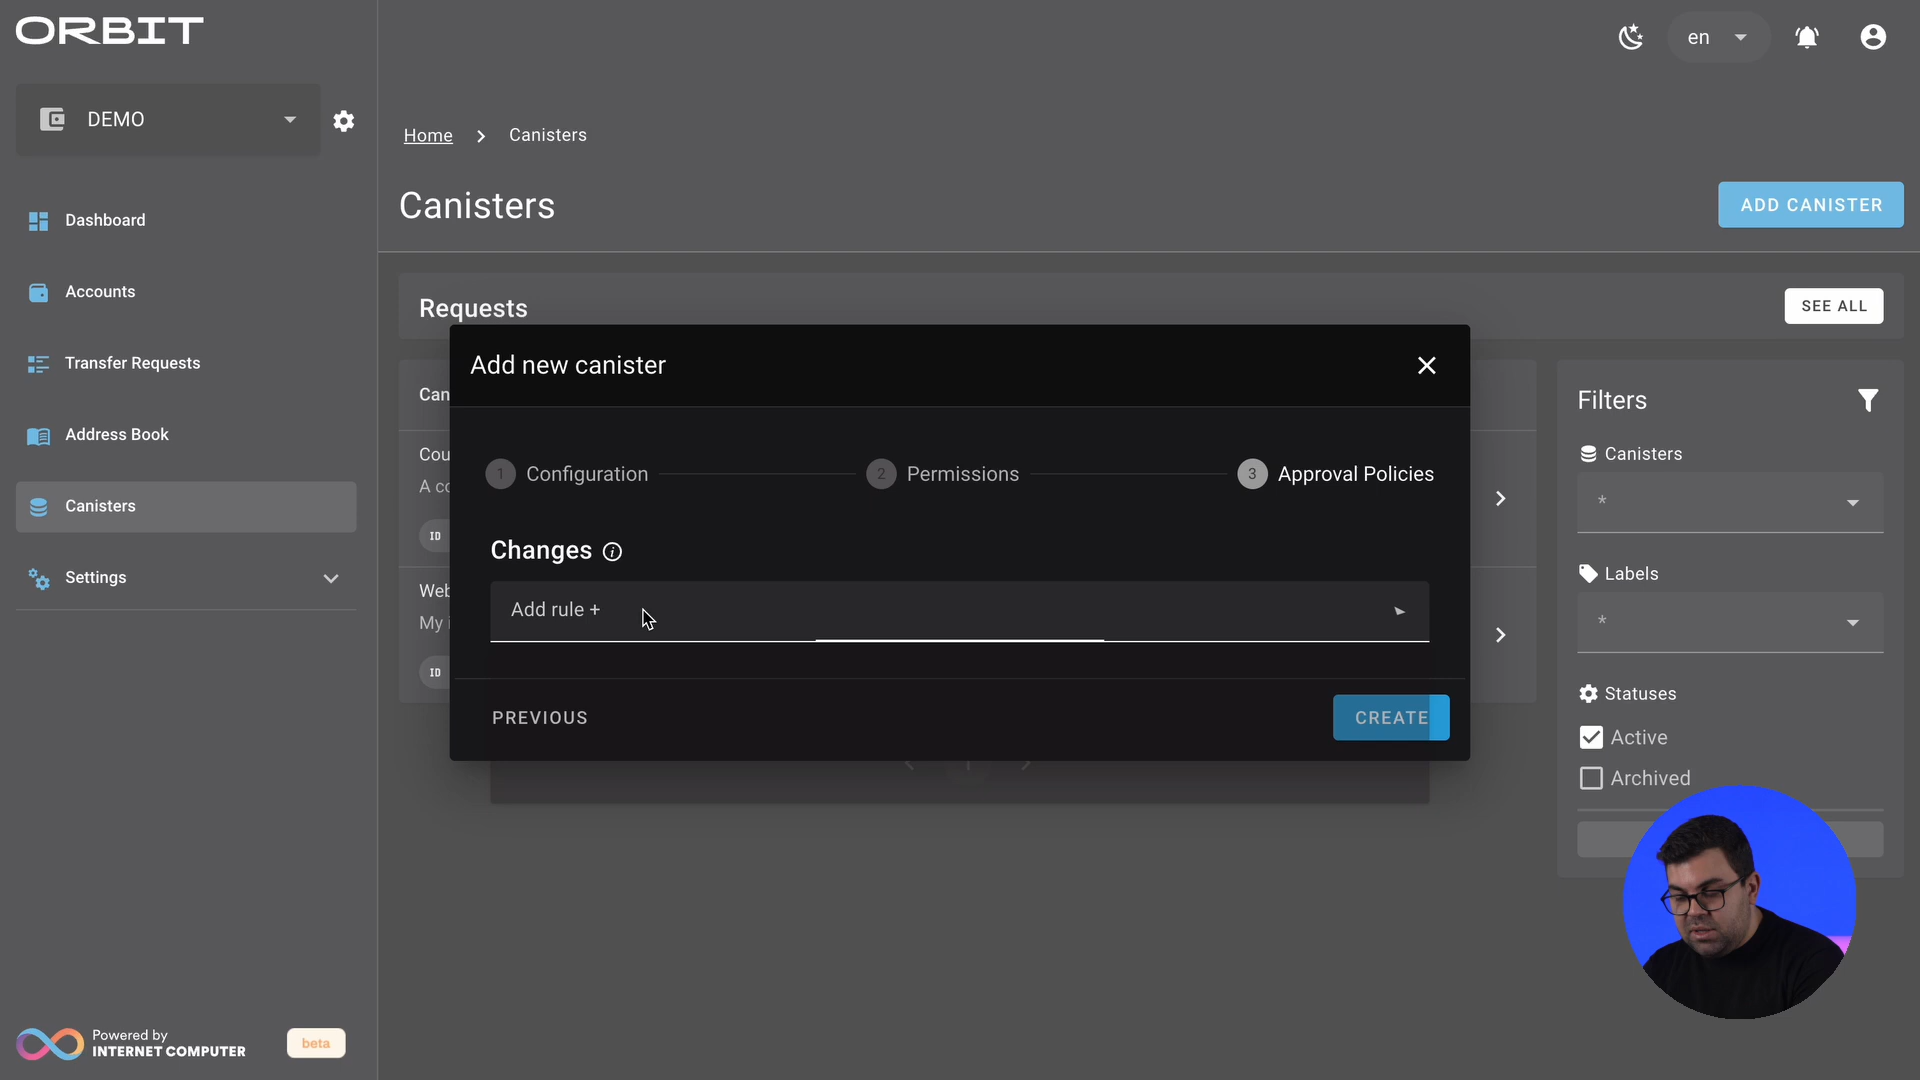 ORBIT
en
DEMO
Home
Canisters
Dashboard
Canisters
ADD CANISTER
Accounts
Requests
SEE ALL
Transfer Requests
Add new canister
Can
Filters
Address Book
Cou
Canisters
1 Configuration
2 Permissions
3 Approval Policies
A co
*
Canisters
ID
Changes
Labels
Settings
Web
Add rule +
My i
*
ID
Statuses
PREVIOUS
CREATE
Active
1
Archived
Powered by
INTERNET COMPUTER
beta